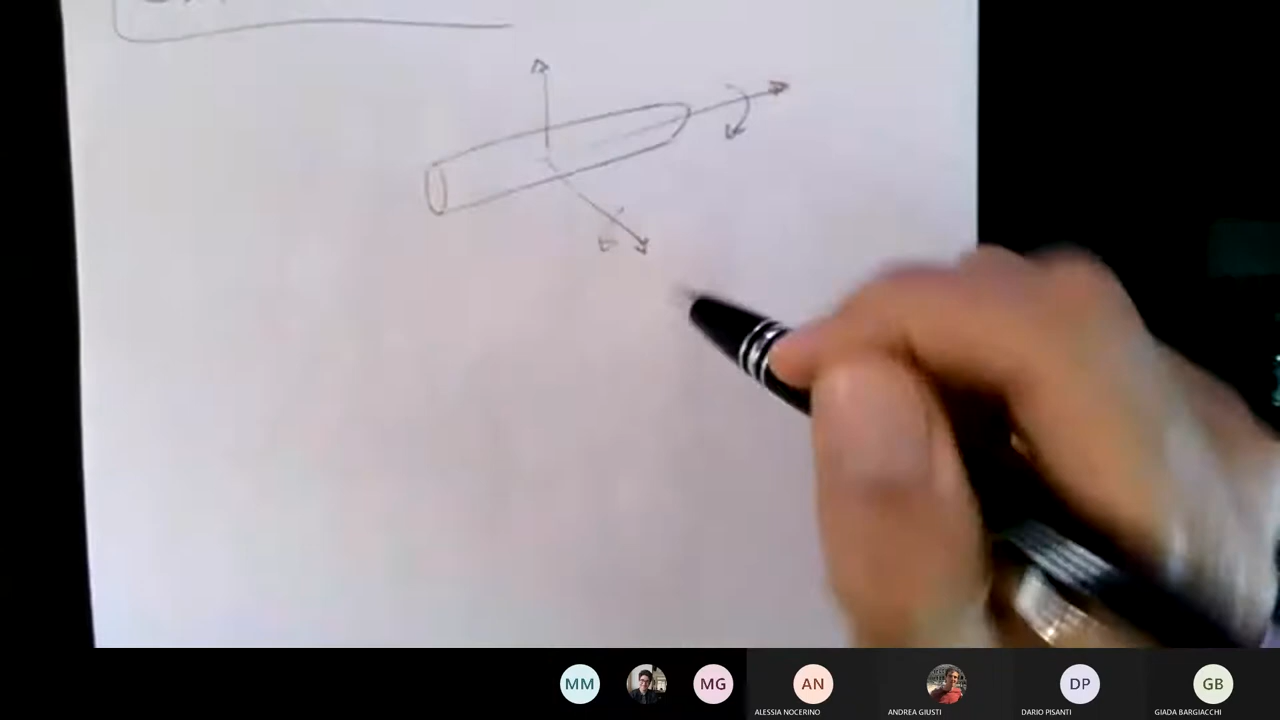 MM
MG
AN
DP
GB
ALESSIA NOCERINO
ANDREA GIUSTI
DARIO PISANTI
GIADA BARGIACCHI